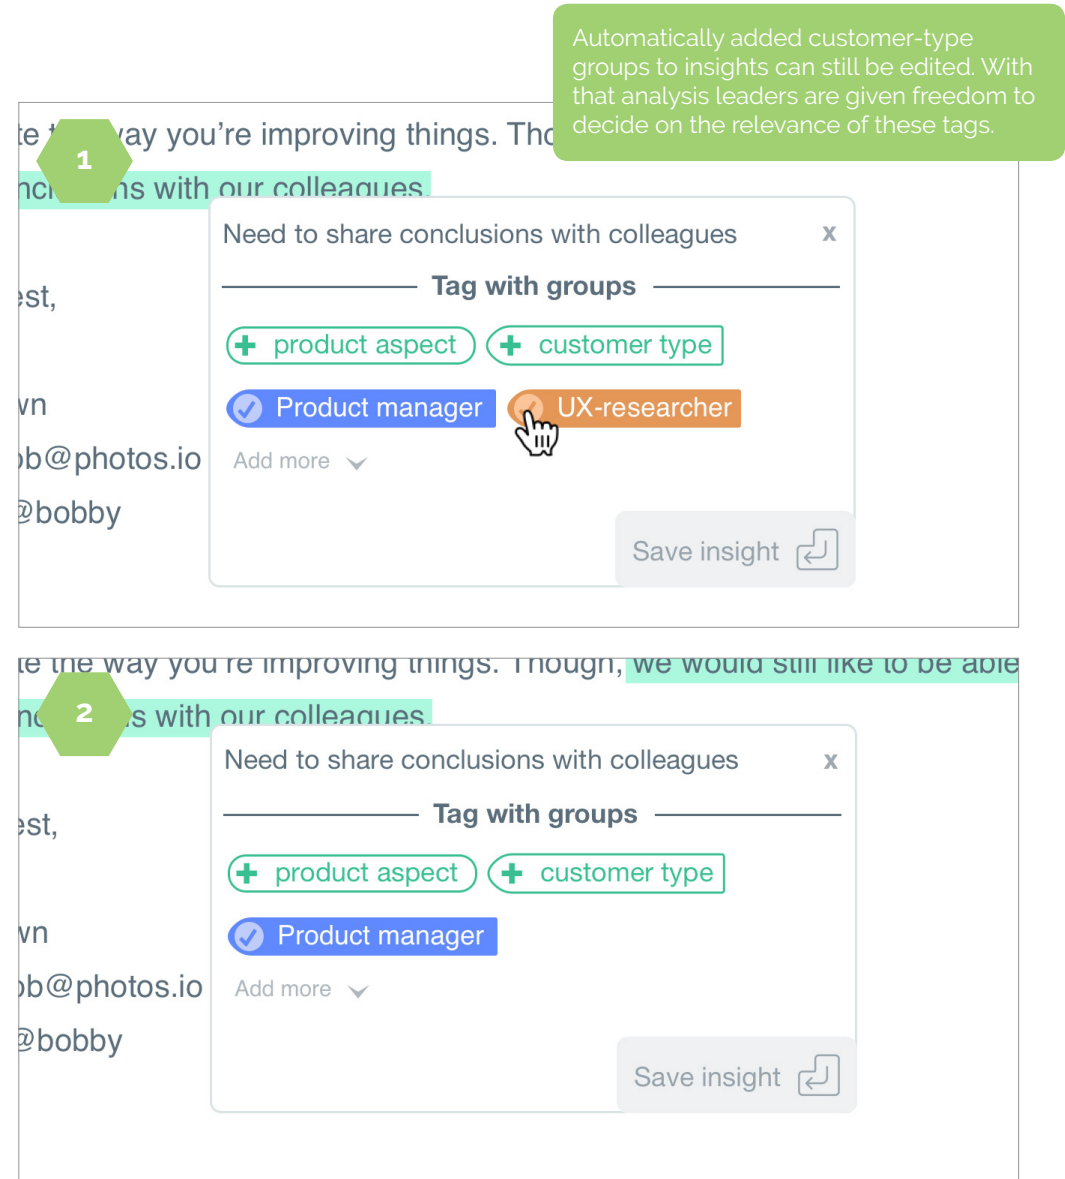 Automatically added customer-type
groups to insights can still be edited. With
that analysis leaders are given freedom to
decide on the relevance of these tags.
1
way you're improving things.
with our colleagues.
Need to share conclusions with colleagues
x
Tag with groups
+ product aspect
+ customer type
Product manager
UX-researcher
Add more
Save insight
est,
wn
ob@photos.io
@bobby
2
te the way you're improving things. Though, we would still like to be able
s with our colleagues.
Need to share conclusions with colleagues
x
Tag with groups
+ product aspect
+ customer type
Product manager
Add more
Save insight
est,
wn
ob@photos.io
@bobby